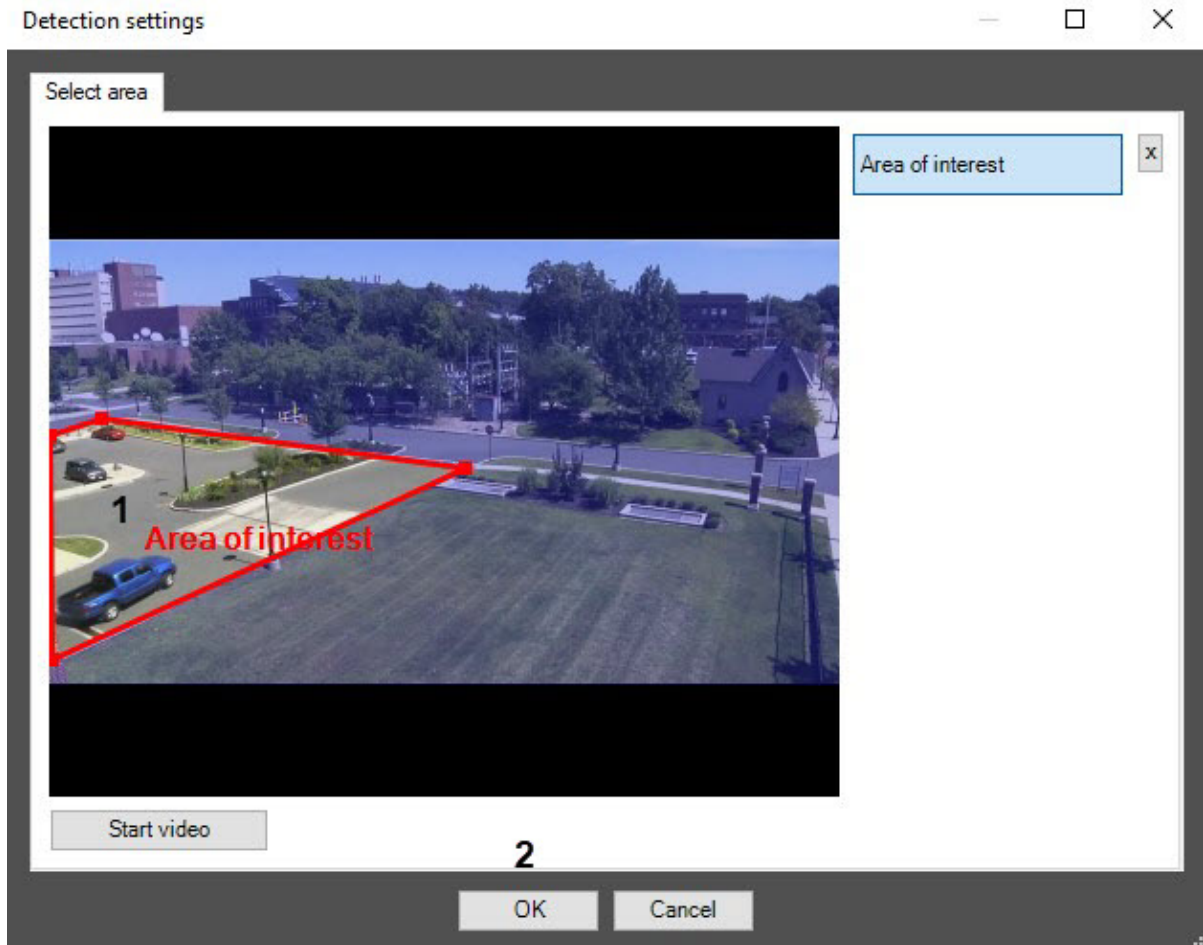 Detection settings
Select area
Area of interest
x
1
Area of interest
Start video
2
OK
Cancel